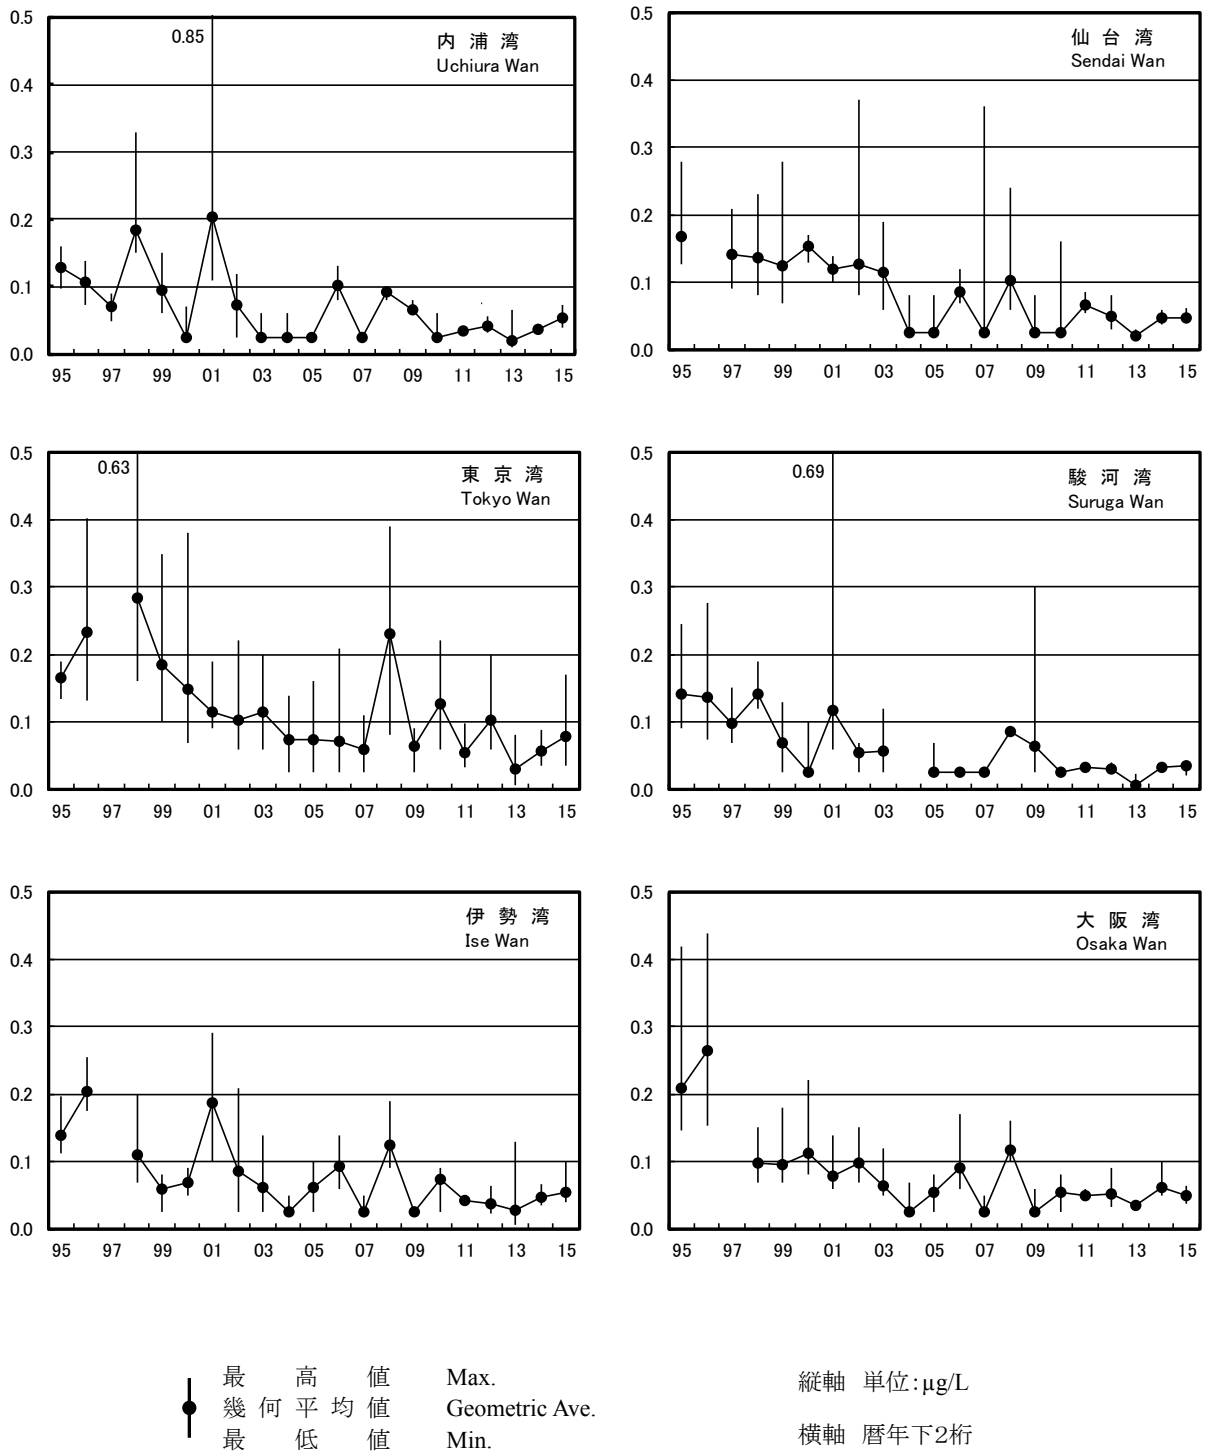 0.5
0.4
0.3
0.2
0.1
0.0
0.85
内 浦 湾
Uchiura Wan
95 97 99 01 03 05 07 09 11 13 15
0.5
0.4
0.3
0.2
0.1
0.0
仙 台 湾
Sendai Wan
95 97 99 01 03 05 07 09 11 13 15
0.5
0.4
0.3
0.2
0.1
0.0
0.63
東 京 湾
Tokyo Wan
95 97 99 01 03 05 07 09 11 13 15
0.5
0.4
0.3
0.2
0.1
0.0
0.69
駿 河 湾
Suruga Wan
95 97 99 01 03 05 07 09 11 13 15
0.5
0.4
0.3
0.2
0.1
0.0
伊 勢 湾
Ise Wan
95 97 99 01 03 05 07 09 11 13 15
0.5
0.4
0.3
0.2
0.1
0.0
大 阪 湾
Osaka Wan
95 97 99 01 03 05 07 09 11 13 15
最 高 値 Max.
幾 何 平 均 値 Geometric Ave.
最 低 値 Min.
縦軸 単位:μg/L
横軸 暦年下2桁